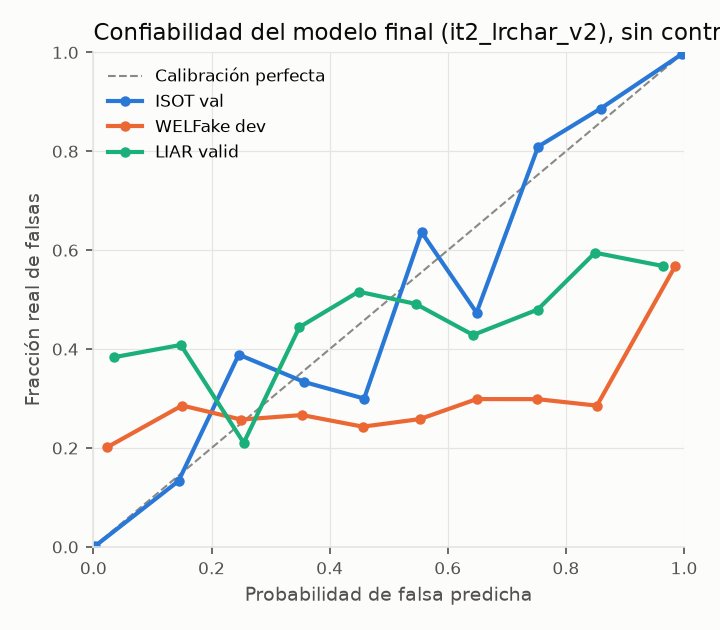 Confiabilidad del modelo final (it2_lrchar_v2), sin contr
1.0
Calibración perfecta
ISOT val
WELFake dev
LIAR valid
0.8
0.6
0.4
0.2
0.0
Fracción real de falsas
0.0 0.2 0.4 0.6 0.8 1.0
Probabilidad de falsa predicha